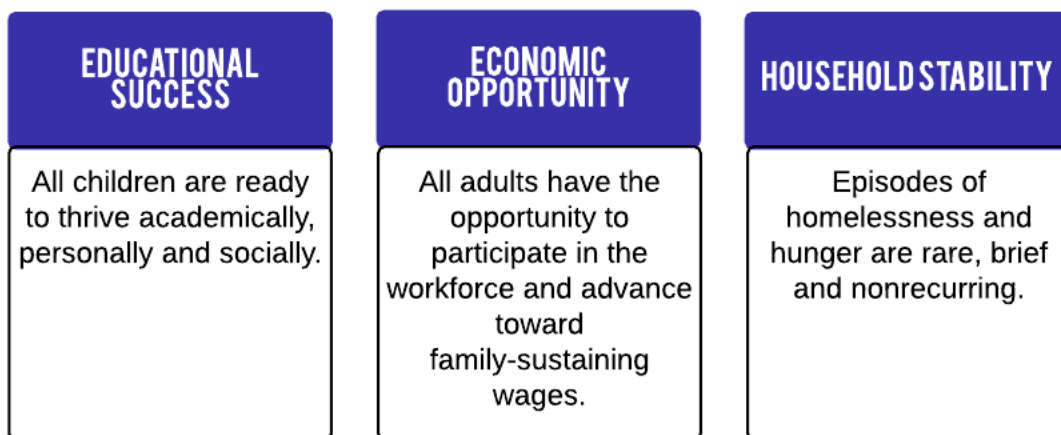 EDUCATIONAL
SUCCESS
All children are ready
to thrive academically,
personally and socially.
ECONOMIC
OPPORTUNITY
All adults have the
opportunity to
participate in the
workforce and advance
toward
family-sustaining
wages.
HOUSEHOLD STABILITY
Episodes of
homelessness and
hunger are rare, brief
and nonrecurring.